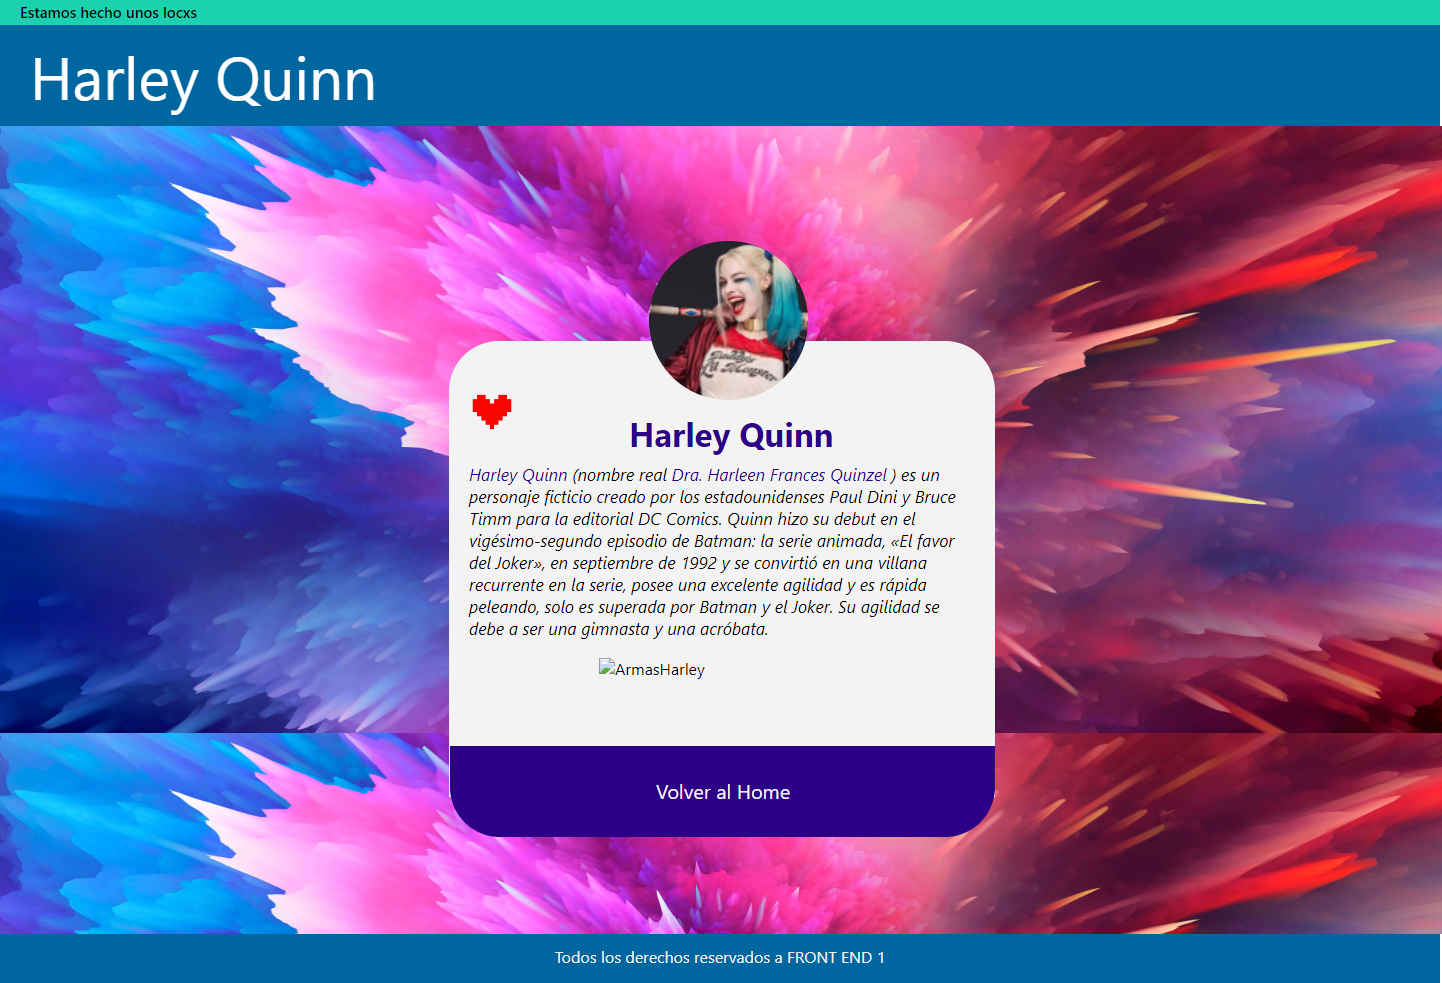 Estamos hecho unos locxs
Harley Quinn
Harley Quinn
Harley Quinn (nombre real Dra. Harleen Frances Quinzel ) es un
personaje ficticio creado por los estadounidenses Paul Dini y Bruce
Timm para la editorial DC Comics. Quinn hizo su debut en el
vigésimo-segundo episodio de Batman: la serie animada, «El favor
del Joker», en septiembre de 1992 y se convirtió en una villana
recurrente en la serie, posee una excelente agilidad y es rápida
peleando, solo es superada por Batman y el Joker. Su agilidad se
debe a ser una gimnasta y una acróbata.
ArmasHarley
Volver al Home
Todos los derechos reservados a FRONT END 1